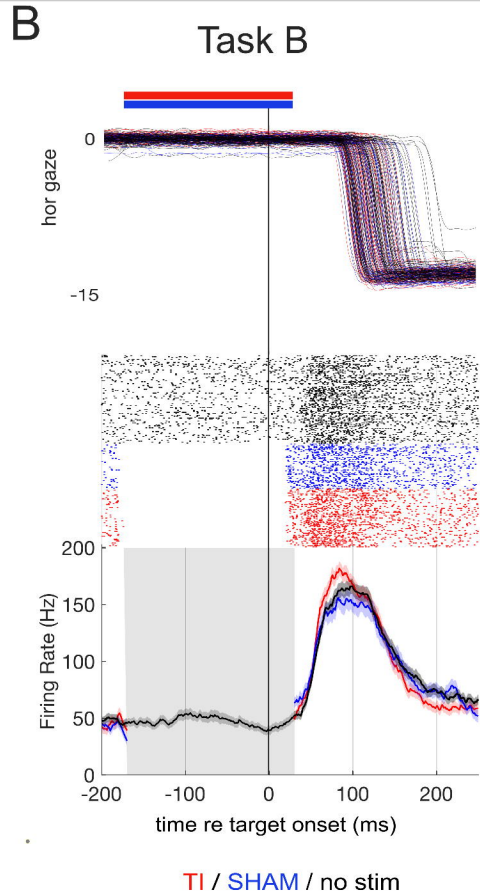 B
Task B
0
hor gaze
-15
200
150
100
50
0
Firing Rate (Hz)
-200 -100 0 100 200
time re target onset (ms)
TI / SHAM / no stim